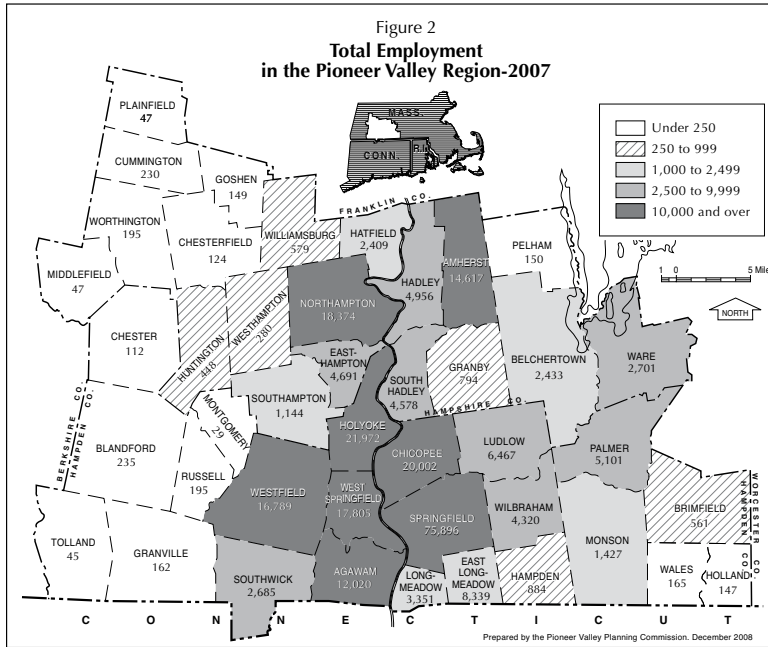 Figure 2
Total Employment
in the Pioneer Valley Region-2007
MASS.
CONN.
R.I.
Under 250
250 to 999
1,000 to 2,499
2,500 to 9,999
10,000 and over
1 0 5 Mile
NORTH
PLAINFIELD
47
CUMMINGTON
230
GOSHEN
149
WORTHINGTON
195
CHESTERFIELD
124
WILLIAMSBURG
579
FRANKLIN CO.
HATFIELD
2,409
HADLEY
4,956
AMHERST
14,617
PELHAM
150
MIDDLEFIELD
47
CHESTER
112
HUNTINGTON
448
WESTHAMPTON
280
NORTHAMPTON
18,374
EAST-
HAMPTON
4,691
SOUTH
HADLEY
4,578
GRANBY
794
BELCHERTOWN
2,433
WARE
2,701
SOUTHAMPTON
1,144
HAMPSHIRE CO.
BERKSHIRE CO.
HAMPDEN CO.
BLANDFORD
235
MONTGOMERY
29
RUSSELL
195
HOLYOKE
21,972
CHICOPEE
20,002
LUDLOW
6,467
PALMER
5,101
WESTFIELD
16,789
WEST
SPRINGFIELD
17,805
SPRINGFIELD
75,896
WILBRAHAM
4,320
MONSON
1,427
BRIMFIELD
561
WORCESTER CO.
HAMPDEN CO.
TOLLAND
45
GRANVILLE
162
SOUTHWICK
2,685
AGAWAM
12,020
LONG-
MEADOW
3,351
EAST
LONG-
MEADOW
8,339
HAMPDEN
884
WALES
165
HOLLAND
147
C O N N E C T I C U T
Prepared by the Pioneer Valley Planning Commission. December 2008